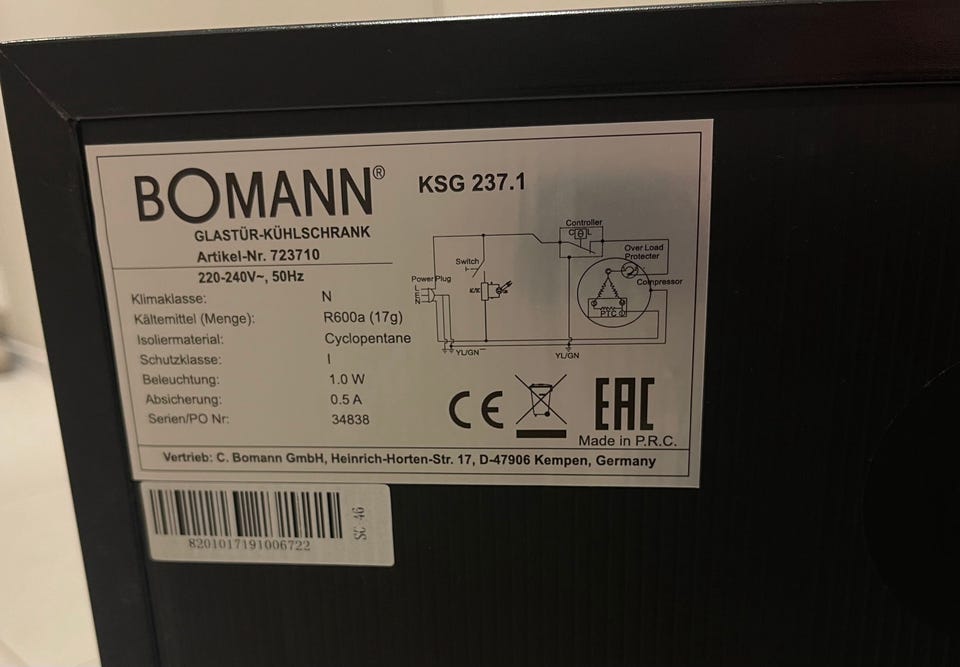 BOMANN®
KSG 237.1
GLASTÜR-KÜHLSCHRANK
Artikel-Nr. 723710
220-240V~, 50Hz
Klimaklasse: N
Kältemittel (Menge): R600a (17g)
Isoliermaterial: Cyclopentane
Schutzklasse: I
Beleuchtung: 1.0 W
Absicherung: 0.5 A
Serien/PO Nr: 34838
Controller
C L
Over Load
Protecter
Switch
Compressor
Power Plug
L
PTC
YL/GN
YL/GN
CE
EAC
Made in P.R.C.
Vertrieb: C. Bomann GmbH, Heinrich-Horten-Str. 17, D-47906 Kempen, Germany
8201017191006722
SC 46